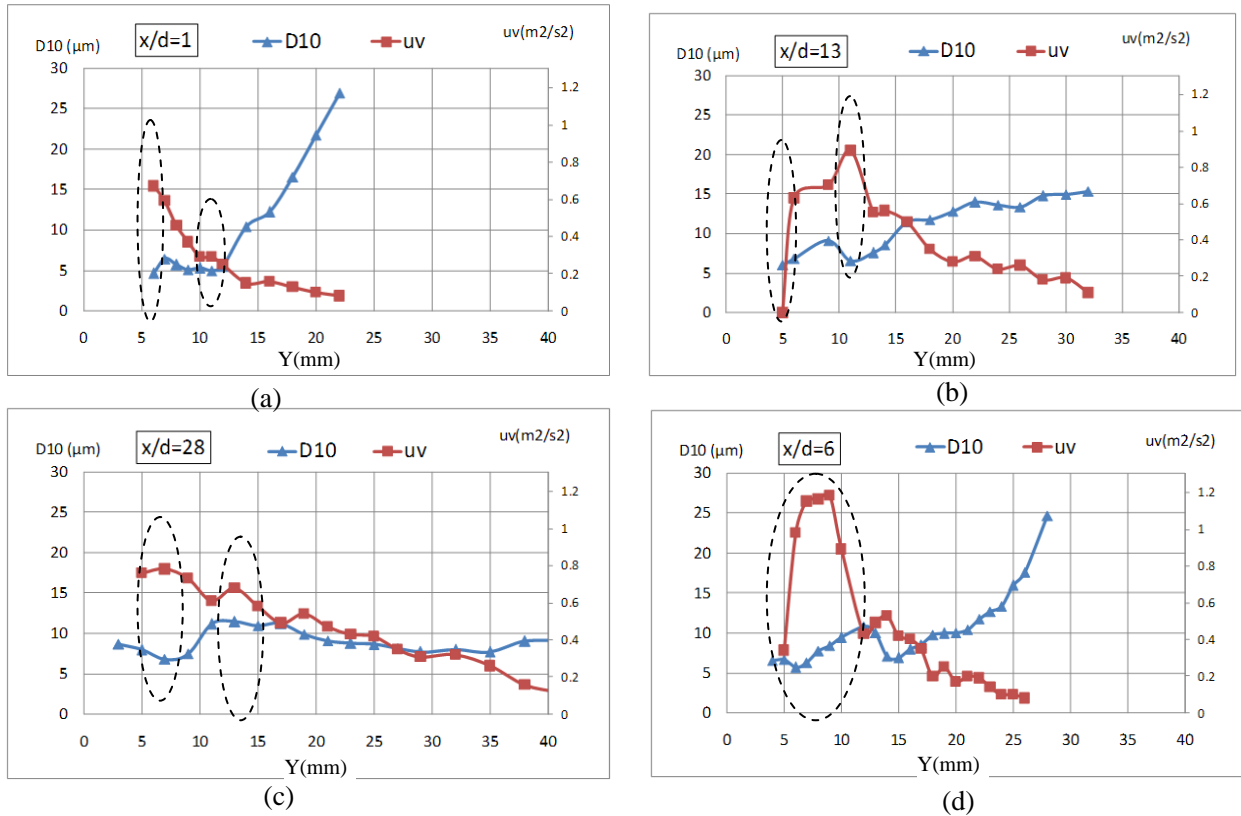 D10 (μm)
x/d=1
D10
uv
uv(m2/s2)
30
25
20
15
10
5
0
1.2
1
0.8
0.6
0.4
0.2
0
0 5 10 15 20 25 30 35 40
Y(mm)
(a)
D10 (μm)
x/d=13
D10
uv
uv(m2/s2)
30
25
20
15
10
5
0
1.2
1
0.8
0.6
0.4
0.2
0
0 5 10 15 20 25 30 35 40
Y(mm)
(b)
D10 (μm)
x/d=28
D10
uv
uv(m2/s2)
30
25
20
15
10
5
0
1.2
1
0.8
0.6
0.4
0.2
0
0 5 10 15 21 25 30 35 40
Y(mm)
(c)
D10 (μm)
x/d=6
D10
uv
uv(m2/s2)
30
25
20
15
10
5
0
1.2
1
0.8
0.6
0.4
0.2
0
0 5 10 15 20 25 30 35 40
Y(mm)
(d)